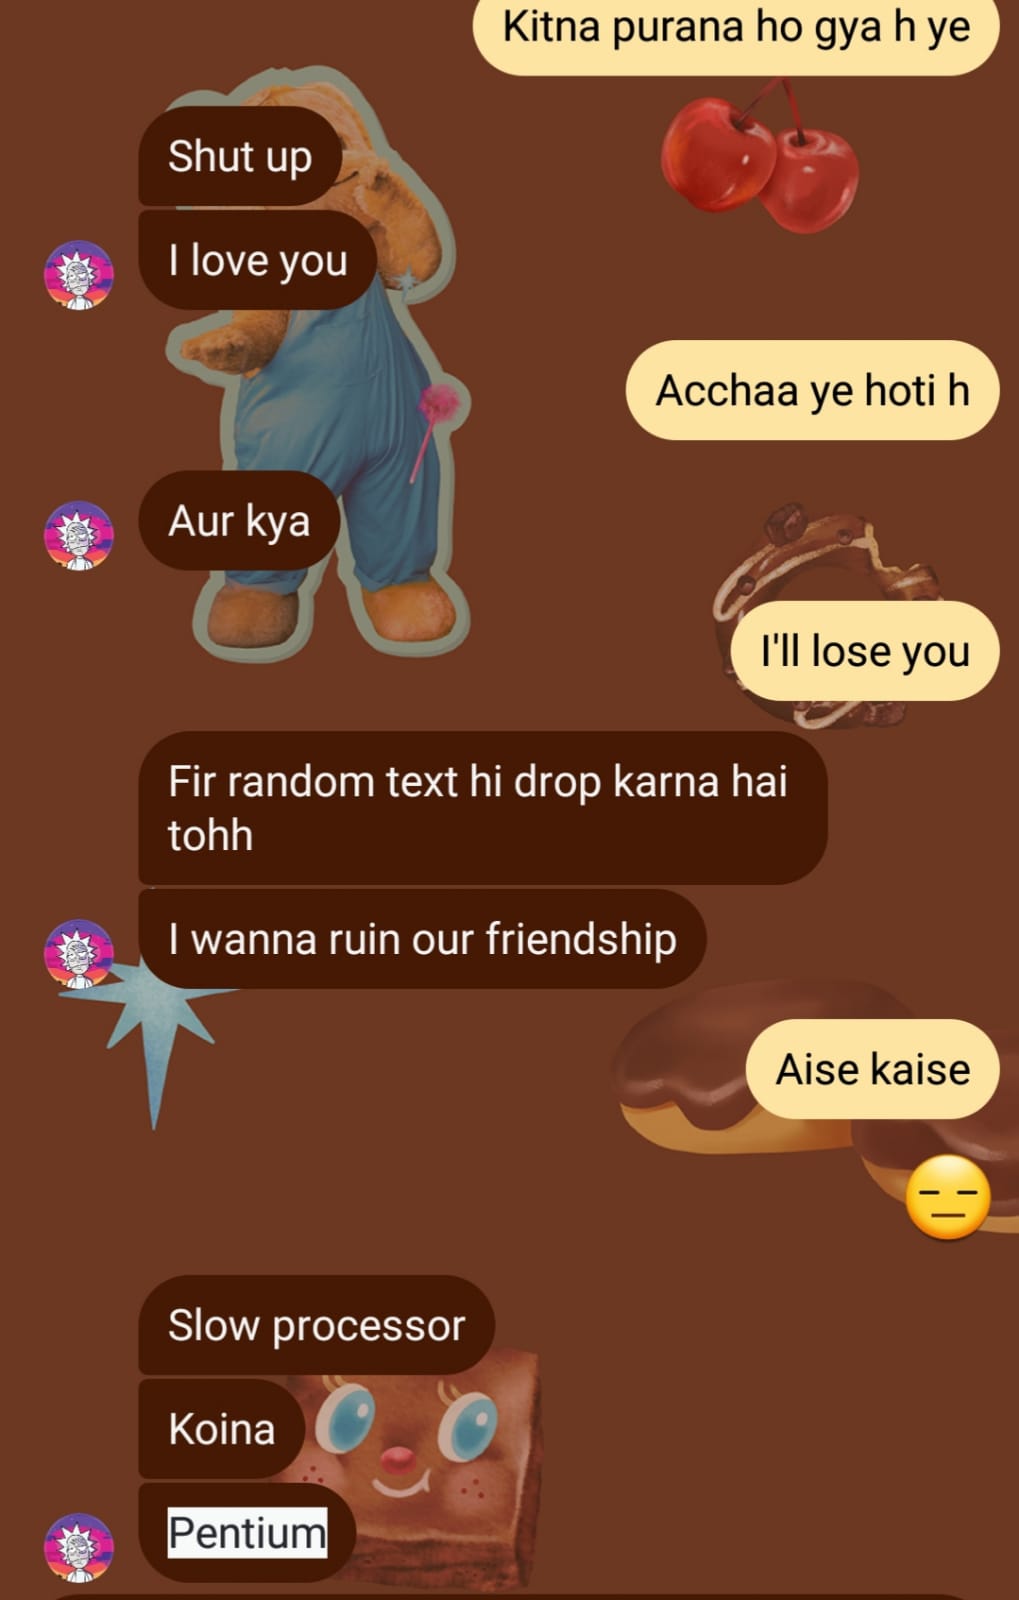 Kitna purana ho gya h ye
Shut up
I love you
Acchaa ye hoti h
Aur kya
I'll lose you
Fir random text hi drop karna hai
tohh
I wanna ruin our friendship
Aise kaise
😑
Slow processor
Koina
Pentium